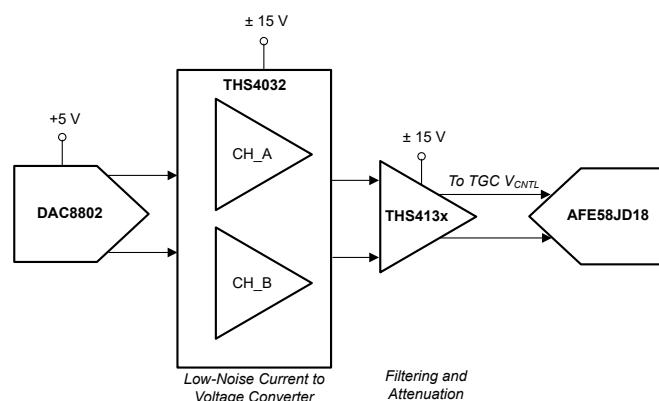 ± 15 V
THS4032
+5 V
CH_A
± 15 V
To TGC VCNTL
DAC8802
THS413x
AFE58JD18
CH_B
Low-Noise Current to
Voltage Converter
Filtering and
Attenuation